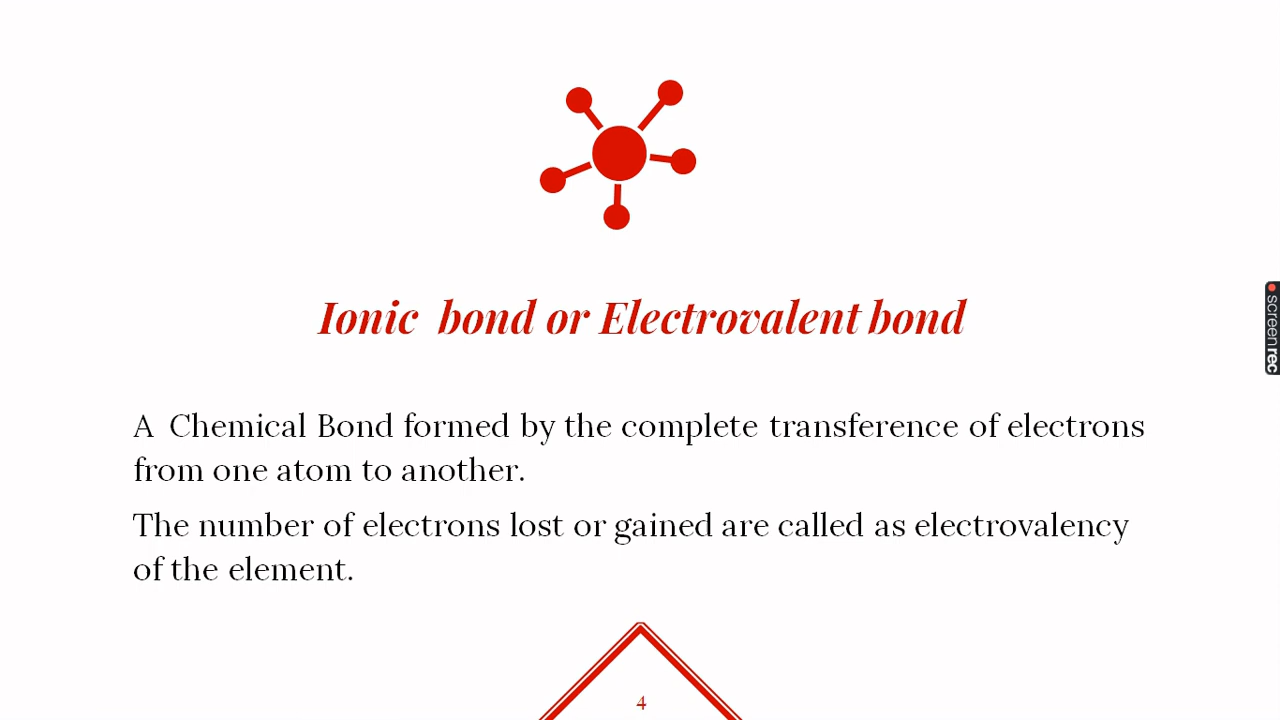 Ionic bond or Electrovalent bond
A Chemical Bond formed by the complete transference of electrons
from one atom to another.
The number of electrons lost or gained are called as electrovalency
of the element.
4
screenrec